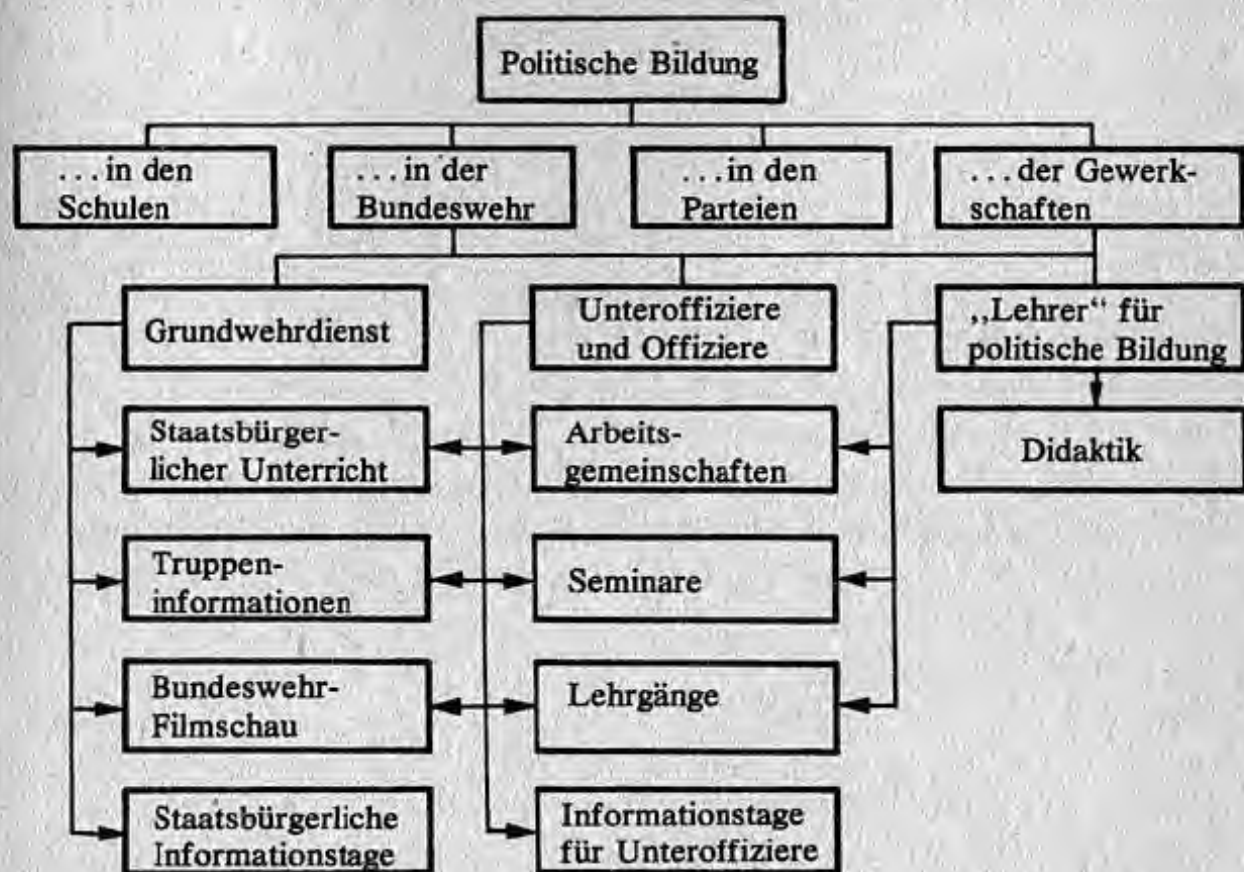 Politische Bildung
...in den
Schulen
...in der
Bundeswehr
...in den
Parteien
...der Gewerk-
schaften
Grundwehrdienst
Unteroffiziere
und Offiziere
„Lehrer“ für
politische Bildung
Staatsbürger-
licher Unterricht
Arbeits-
gemeinschaften
Didaktik
Truppen-
informationen
Seminare
Bundeswehr-
Filmschau
Lehrgänge
Staatsbürgerliche
Informationstage
Informationstage
für Unteroffiziere